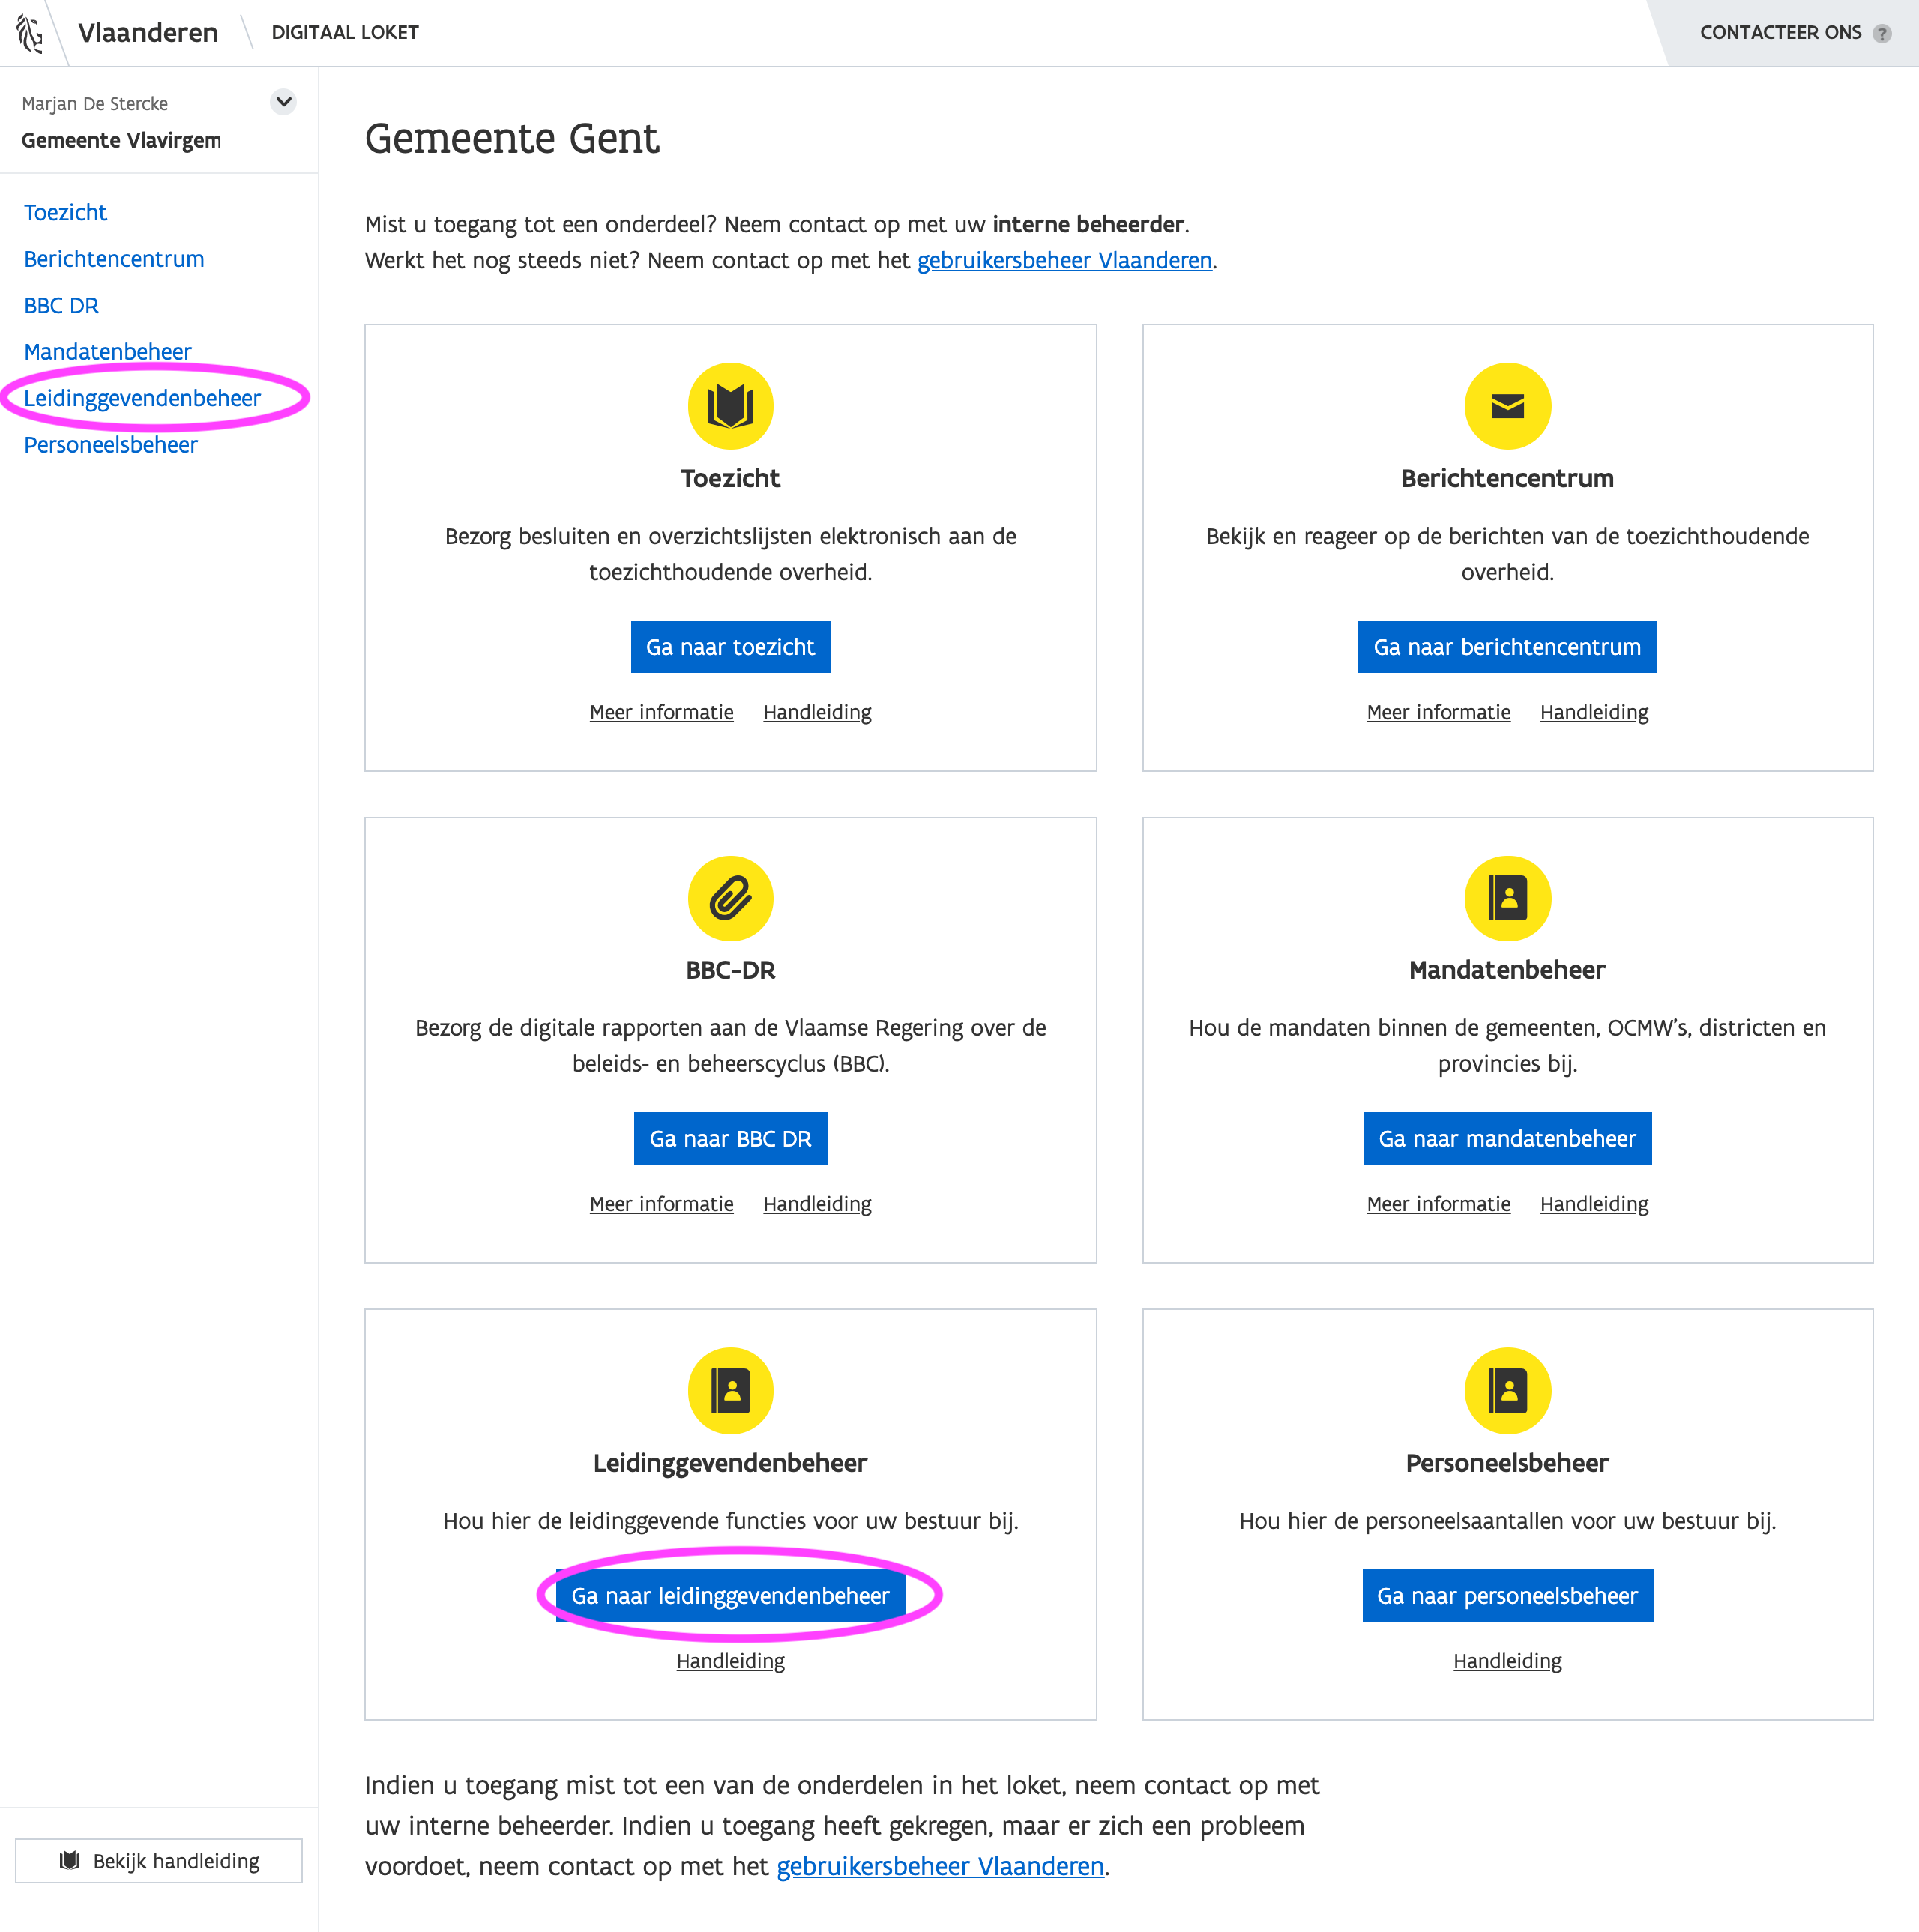 Vlaanderen
DIGITAAL LOKET
CONTACTEER ONS ?
Marjan De Stercke
Gemeente Vlavirgem
Toezicht
Berichtencentrum
BBC DR
Mandatenbeheer
Leidinggevendenbeheer
Personeelsbeheer
Bekijk handleiding
Gemeente Gent
Mist u toegang tot een onderdeel? Neem contact op met uw interne beheerder.
Werkt het nog steeds niet? Neem contact op met het gebruikersbeheer Vlaanderen.
Toezicht
Bezorg besluiten en overzichtslijsten elektronisch aan de
toezichthoudende overheid.
Ga naar toezicht
Meer informatie Handleiding
Berichtencentrum
Bekijk en reageer op de berichten van de toezichthoudende
overheid.
Ga naar berichtencentrum
Meer informatie Handleiding
BBC-DR
Bezorg de digitale rapporten aan de Vlaamse Regering over de
beleids- en beheerscyclus (BBC).
Ga naar BBC DR
Meer informatie Handleiding
Mandatenbeheer
Hou de mandaten binnen de gemeenten, OCMW's, districten en
provincies bij.
Ga naar mandatenbeheer
Meer informatie Handleiding
Leidinggevendenbeheer
Hou hier de leidinggevende functies voor uw bestuur bij.
Ga naar leidinggevendenbeheer
Handleiding
Personeelsbeheer
Hou hier de personeelsaantallen voor uw bestuur bij.
Ga naar personeelsbeheer
Handleiding
Indien u toegang mist tot een van de onderdelen in het loket, neem contact op met
uw interne beheerder. Indien u toegang heeft gekregen, maar er zich een probleem
voordoet, neem contact op met het gebruikersbeheer Vlaanderen.